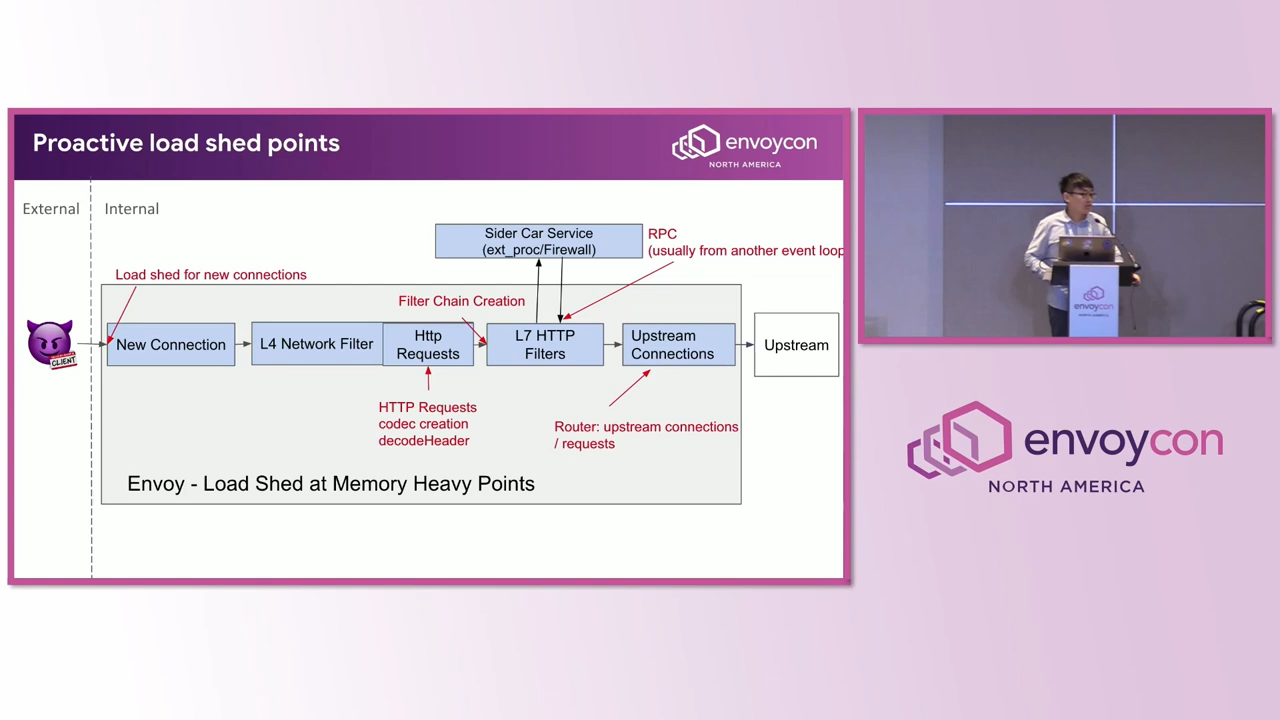 Proactive load shed points
envoycon
NORTH AMERICA
External
Internal
Sider Car Service
(ext_proc/Firewall)
RPC
(usually from another event loop
Load shed for new connections
Filter Chain Creation
CLIENT
New Connection
L4 Network Filter
Http
Requests
L7 HTTP
Filters
Upstream
Connections
Upstream
HTTP Requests
codec creation
decodeHeader
Router: upstream connections
/ requests
Envoy - Load Shed at Memory Heavy Points
envoycon
envoycon
NORTH AMERICA